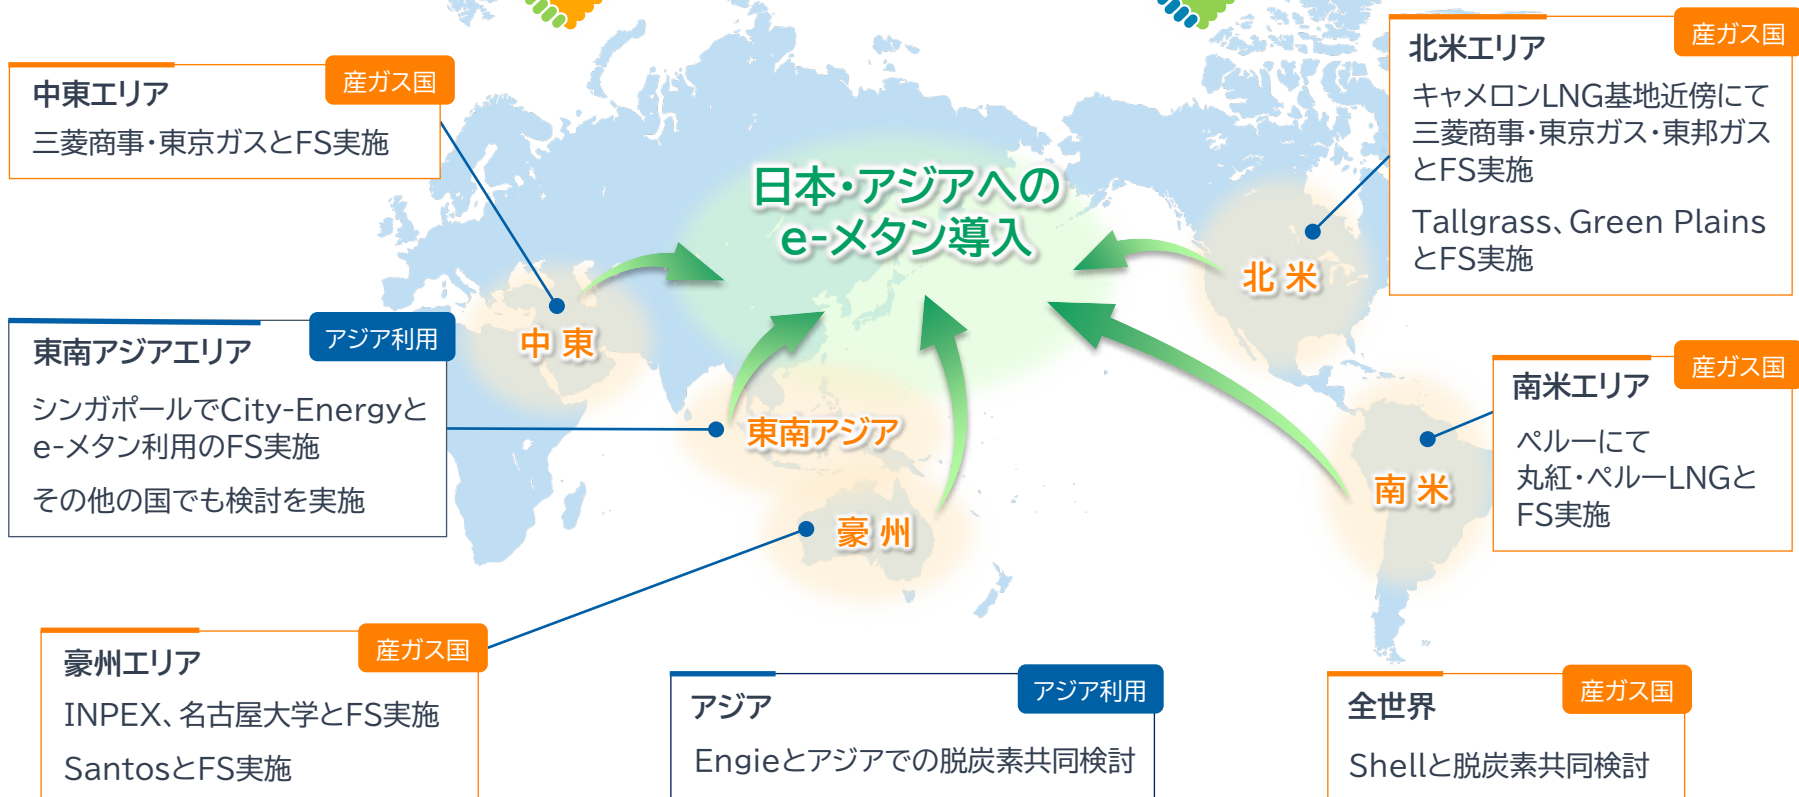 中東エリア
産ガス国
三菱商事・東京ガスとFS実施
北米エリア
産ガス国
キャメロンLNG基地近傍にて
三菱商事・東京ガス・東邦ガス
とFS実施
Tallgrass、Green Plains
とFS実施
日本・アジアへの
e-メタン導入
北米
中東
東南アジア
豪州
南米
東南アジアエリア
アジア利用
シンガポールでCity-Energyと
e-メタン利用のFS実施
その他の国でも検討を実施
南米エリア
産ガス国
ペルーにて
丸紅・ペルーLNGと
FS実施
豪州エリア
産ガス国
INPEX、名古屋大学とFS実施
SantosとFS実施
アジア
アジア利用
Engieとアジアでの脱炭素共同検討
全世界
産ガス国
Shellと脱炭素共同検討